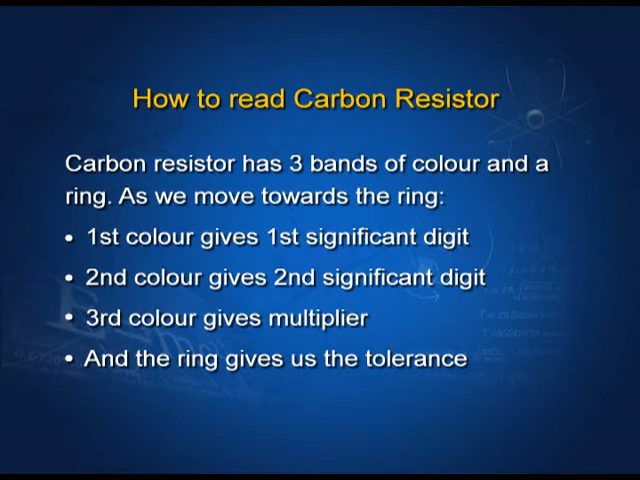 How to read Carbon Resistor
Carbon resistor has 3 bands of colour and a
ring. As we move towards the ring:
• 1st colour gives 1st significant digit
• 2nd colour gives 2nd significant digit
• 3rd colour gives multiplier
• And the ring gives us the tolerance